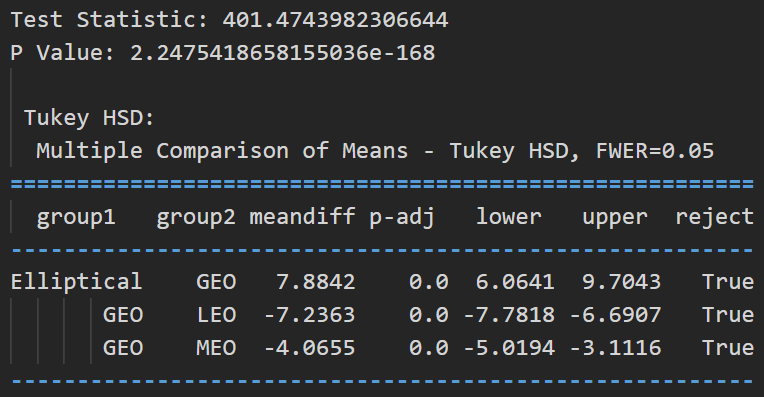 Test Statistic: 401.4743982306644
P Value: 2.2475418658155036e-168
Tukey HSD:
Multiple Comparison of Means - Tukey HSD, FWER=0.05
==========================================================
group1 group2 meandiff p-adj lower upper reject
----------------------------------------------------------
Elliptical GEO 7.8842 0.0 6.0641 9.7043 True
GEO LEO -7.2363 0.0 -7.7818 -6.6907 True
GEO MEO -4.0655 0.0 -5.0194 -3.1116 True
----------------------------------------------------------